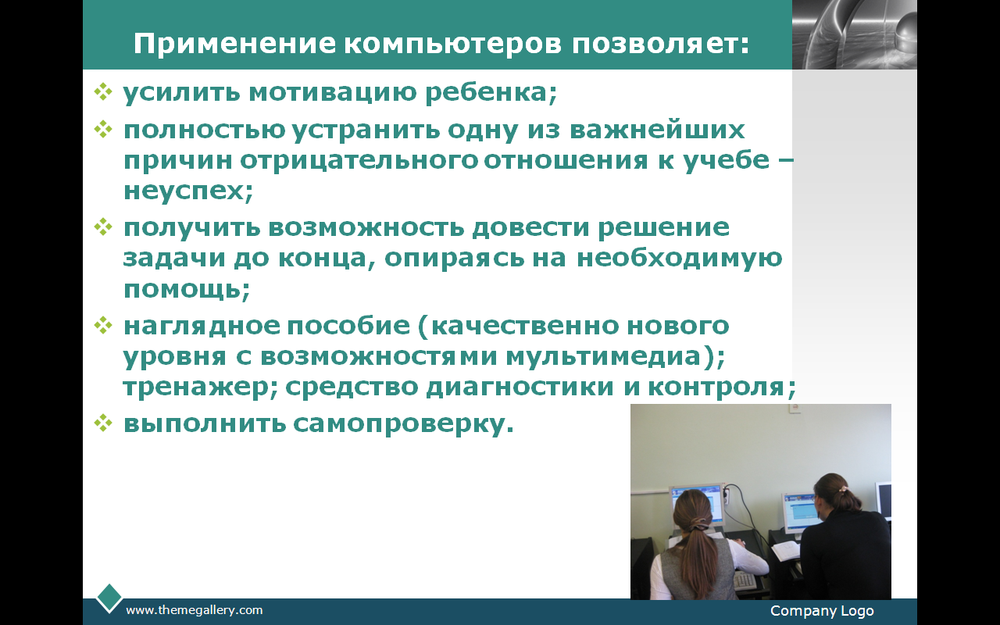 Применение компьютеров позволяет:
усилить мотивацию ребенка;
полностью устранить одну из важнейших
причин отрицательного отношения к учебе –
неуспех;
получить возможность довести решение
задачи до конца, опираясь на необходимую
помощь;
наглядное пособие (качественно нового
уровня с возможностями мультимедиа);
тренажер; средство диагностики и контроля;
выполнить самопроверку.
www.themegallery.com
Company Logo